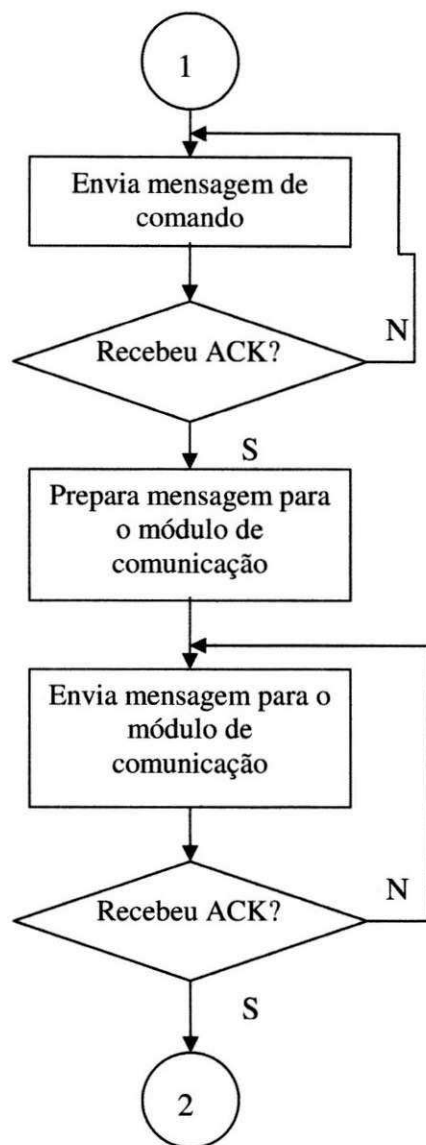 1
Envia mensagem de
comando
Recebeu ACK?
N
S
Prepara mensagem para
o módulo de
comunicação
Envia mensagem para o
módulo de
comunicação
Recebeu ACK?
N
S
2